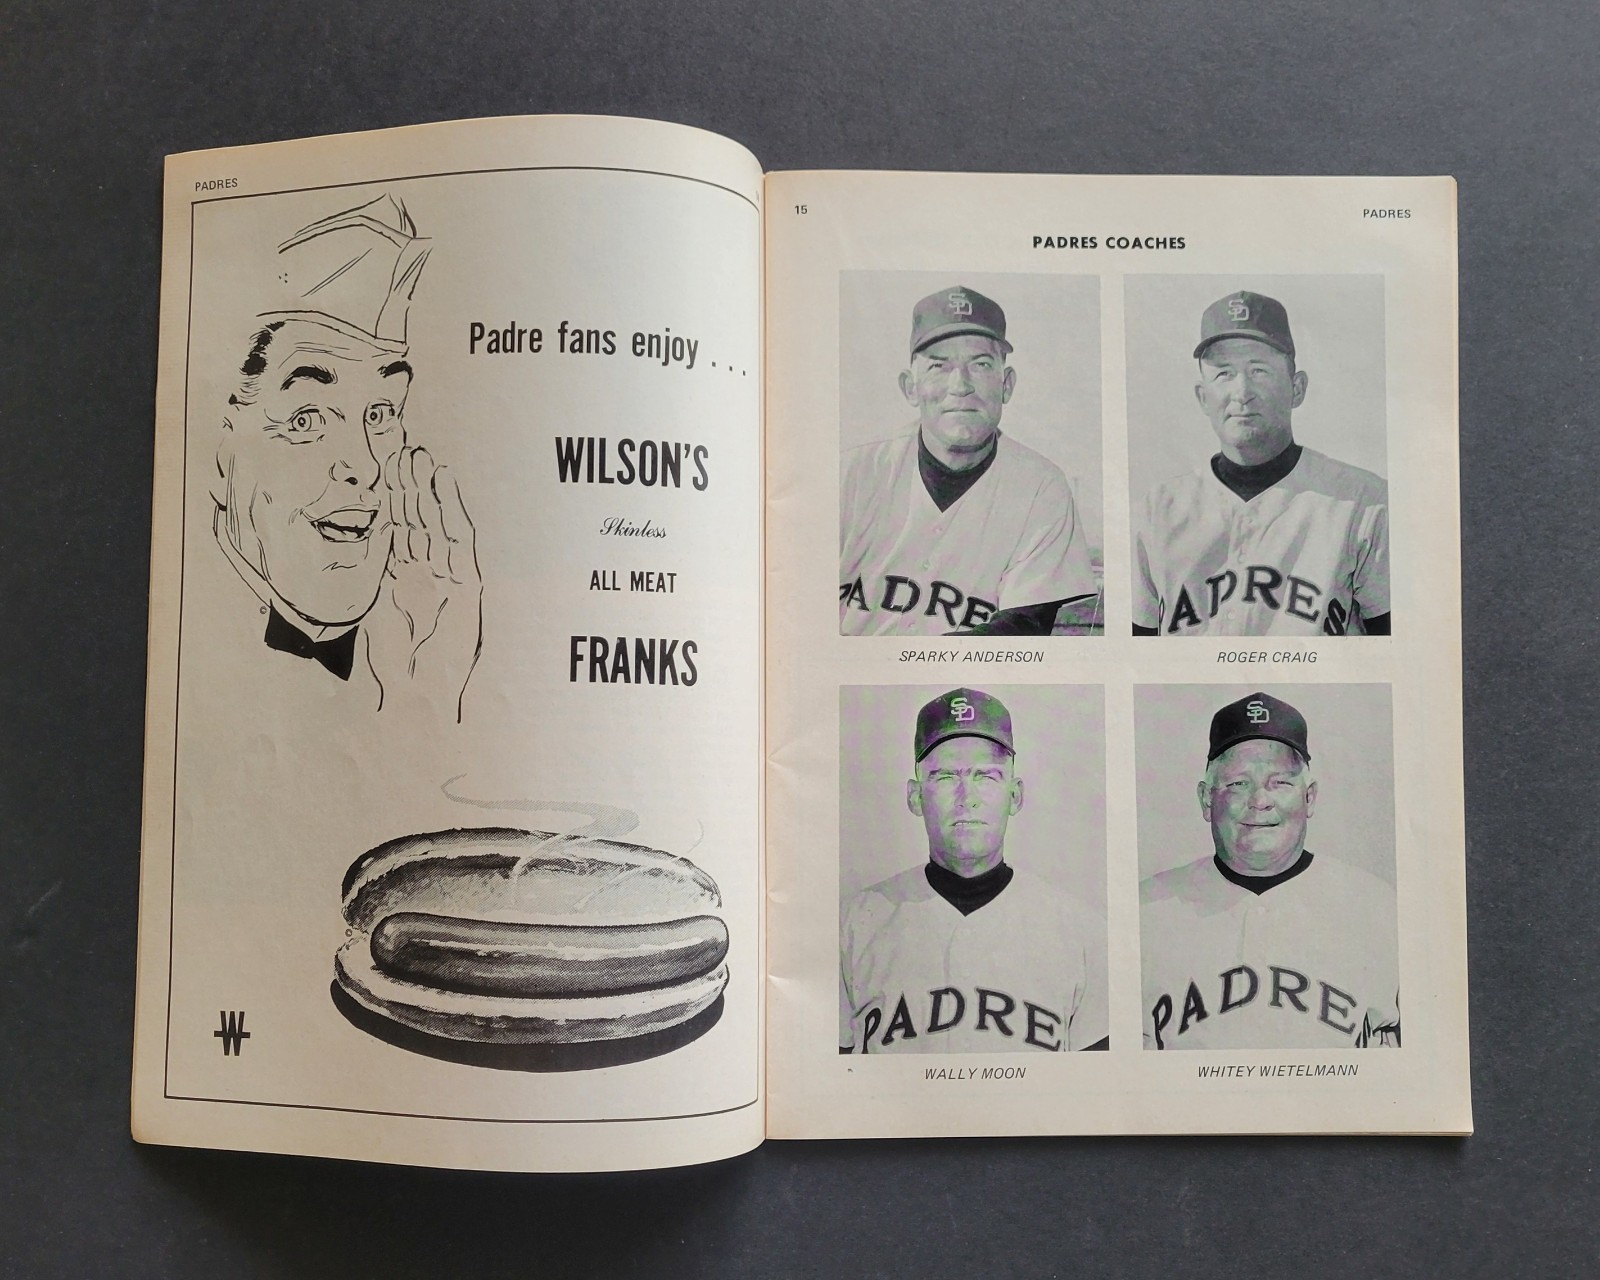 PADRES
Padre fans enjoy . . .
WILSON'S
Skinless
ALL MEAT
FRANKS
W
15
PADRES
PADRES COACHES
SD
PADRE
SPARKY ANDERSON
SD
PADRES
ROGER CRAIG
SD
PADRE
WALLY MOON
SD
PADRES
WHITEY WIETELMANN